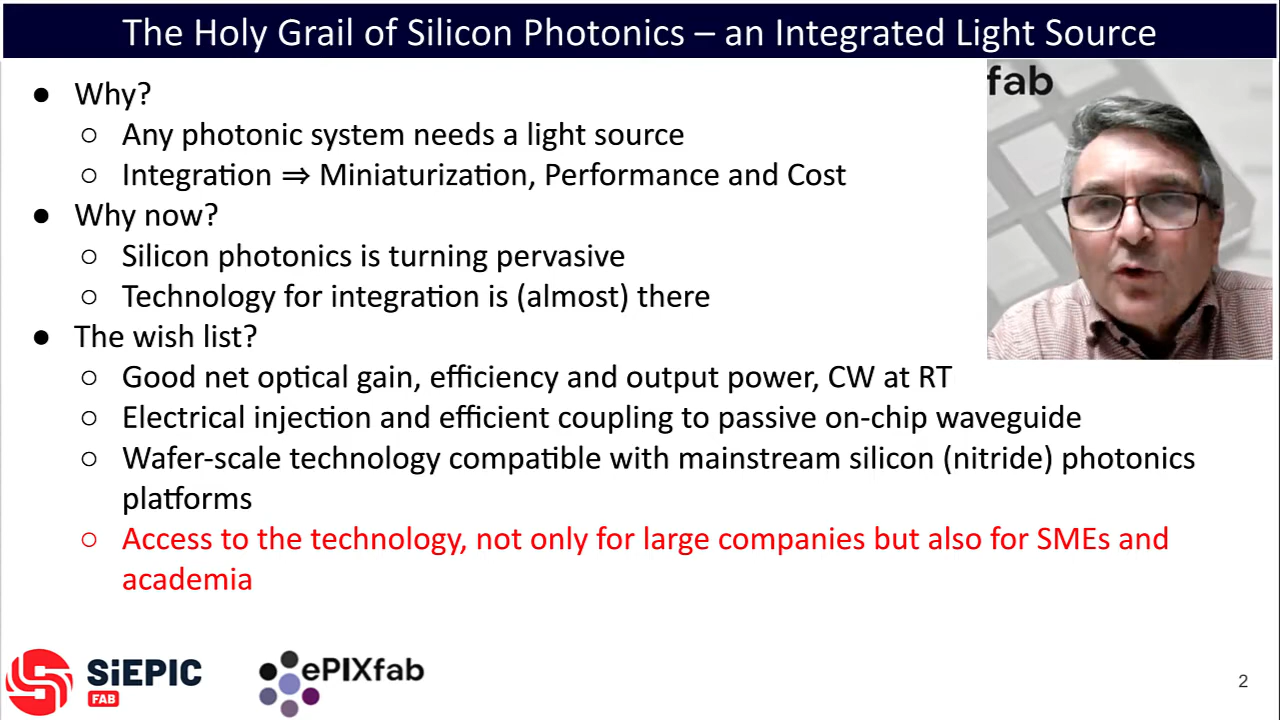 The Holy Grail of Silicon Photonics – an Integrated Light Source
fab
● Why?
○ Any photonic system needs a light source
○ Integration ⇒ Miniaturization, Performance and Cost
● Why now?
○ Silicon photonics is turning pervasive
○ Technology for integration is (almost) there
● The wish list?
○ Good net optical gain, efficiency and output power, CW at RT
○ Electrical injection and efficient coupling to passive on-chip waveguide
○ Wafer-scale technology compatible with mainstream silicon (nitride) photonics
platforms
○ Access to the technology, not only for large companies but also for SMEs and
academia
SiEPIC
FAB
ePIXfab
2